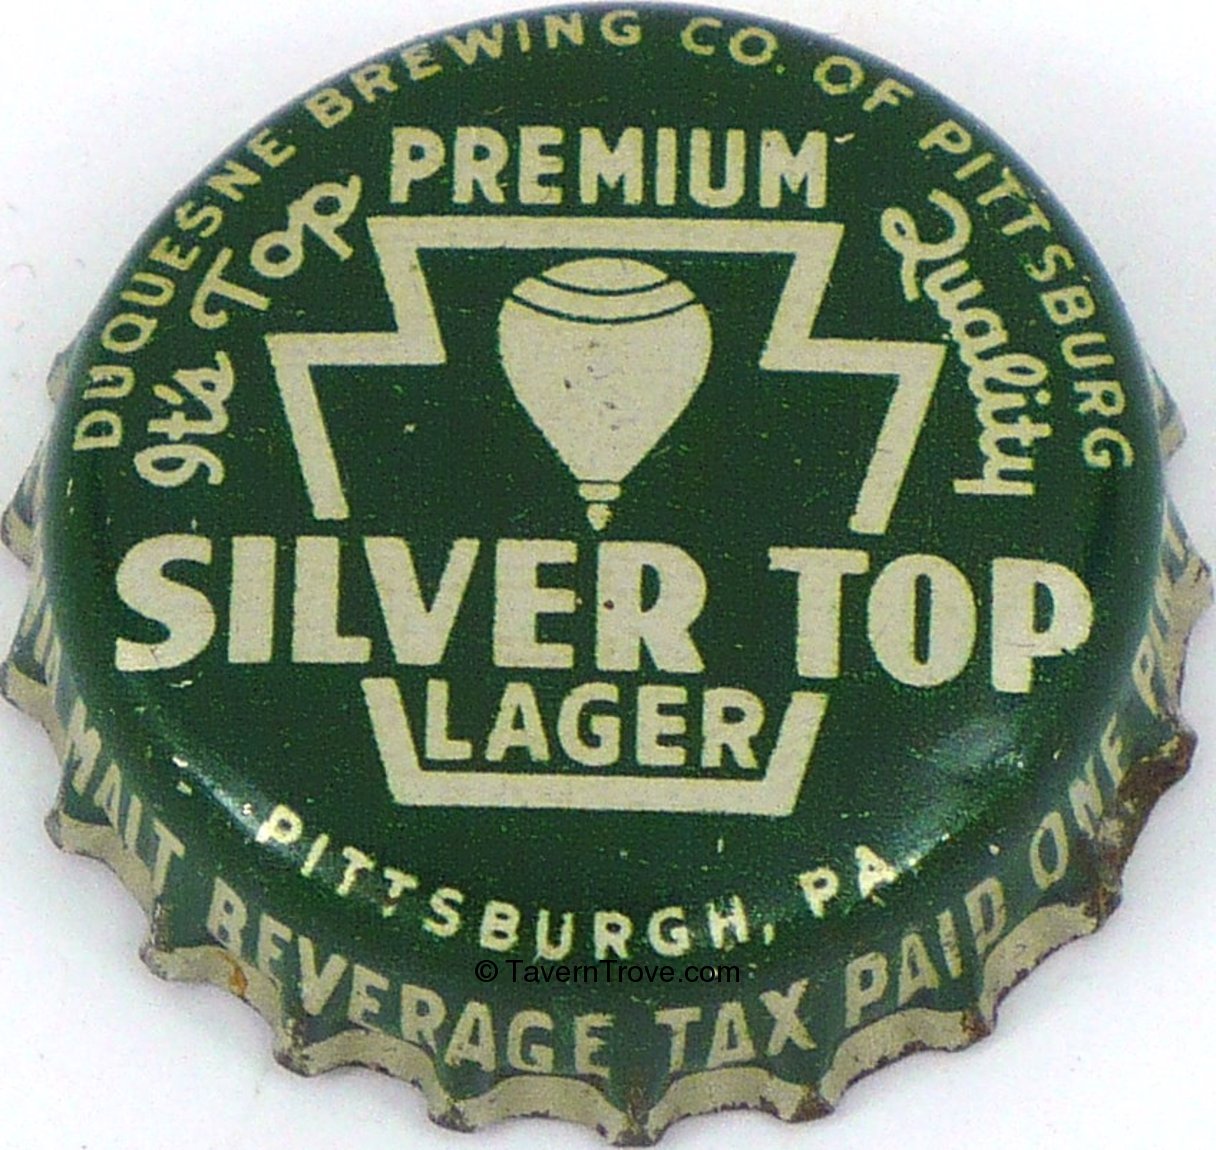 DUQUESNE BREWING CO. OF PITTSBURG
PREMIUM
It's Top
Quality
SILVER TOP
LAGER
PITTSBURGH, PA.
MALT BEVERAGE TAX PAID ONE
© TavernTrove.com